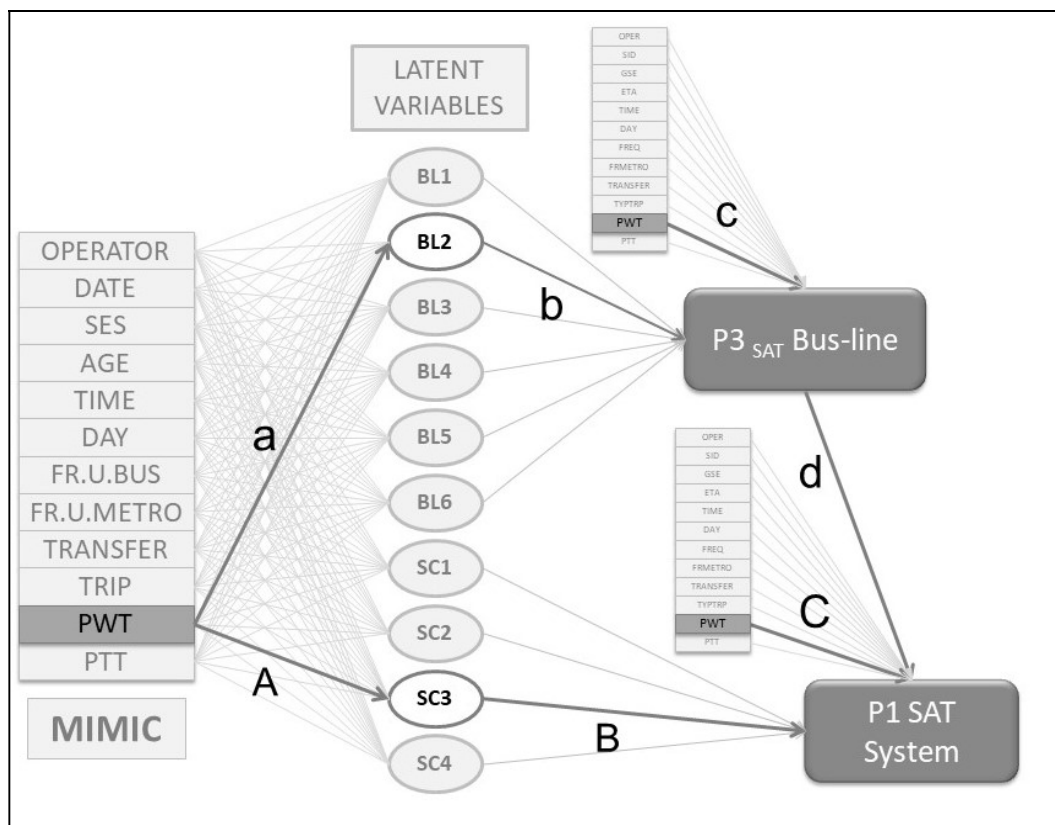 LATENT
VARIABLES
OPER
SID
GSE
ETA
TIME
DAY
FREQ
FRMETRO
TRANSFER
TYPTRP
PWT
PTT
c
OPERATOR
DATE
SES
AGE
TIME
DAY
FR.U.BUS
FR.U.METRO
TRANSFER
TRIP
PWT
PTT
MIMIC
a
A
BL1
BL2
BL3
BL4
BL5
BL6
SC1
SC2
SC3
SC4
b
B
P3 SAT Bus-line
d
OPER
SID
GSE
ETA
TIME
DAY
FREQ
FRMETRO
TRANSFER
TYPTRP
PWT
PTT
C
P1 SAT
System